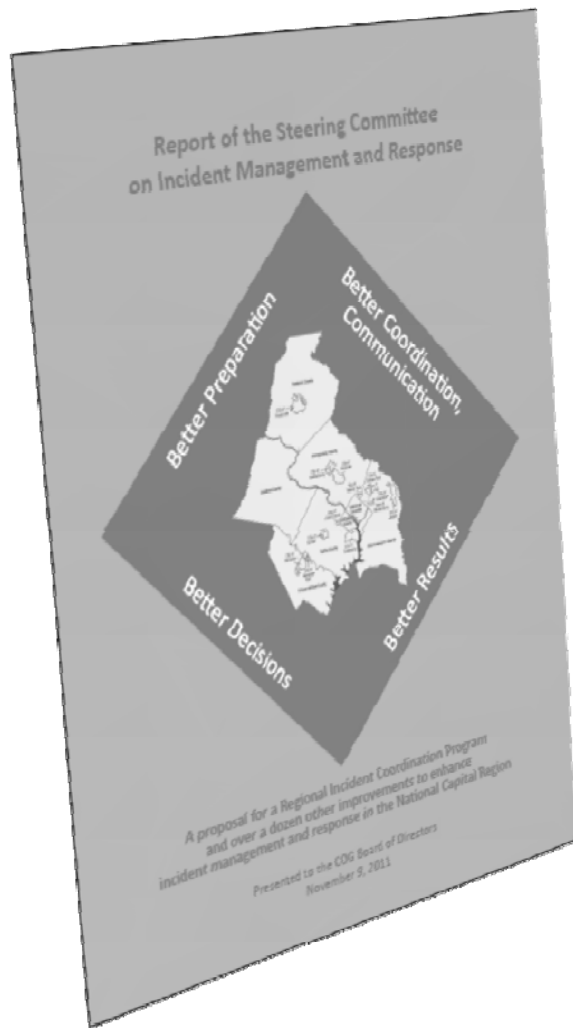 Report of the Steering Committee
on Incident Management and Response
Better Preparation
Better Coordination,
Communication
Better Decisions
Better Results
A proposal for a Regional Incident Coordination Program
and over a dozen other improvements to enhance
incident management and response in the National Capital Region
Presented to the COG Board of Directors
November 9, 2011